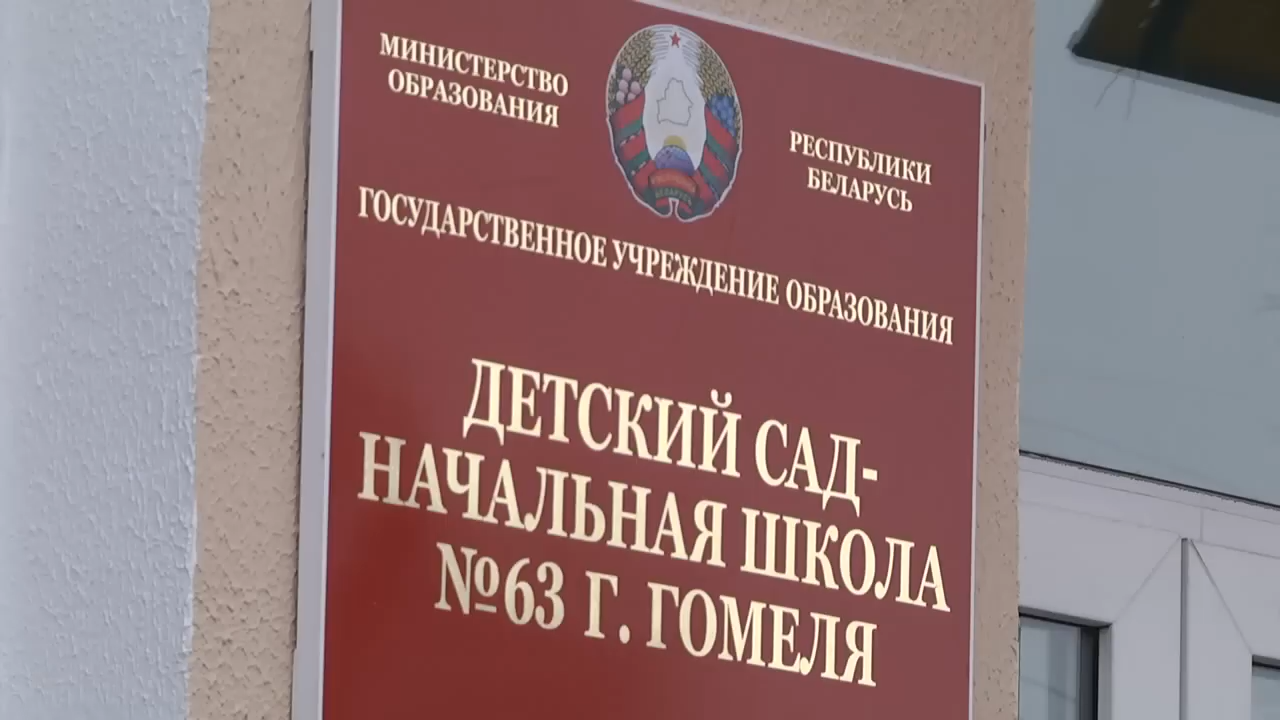 МИНИСТЕРСТВО
ОБРАЗОВАНИЯ
РЕСПУБЛИКИ
БЕЛАРУСЬ
ГОСУДАРСТВЕННОЕ УЧРЕЖДЕНИЕ ОБРАЗОВАНИЯ
ДЕТСКИЙ САД-
НАЧАЛЬНАЯ ШКОЛА
№63 Г. ГОМЕЛЯ